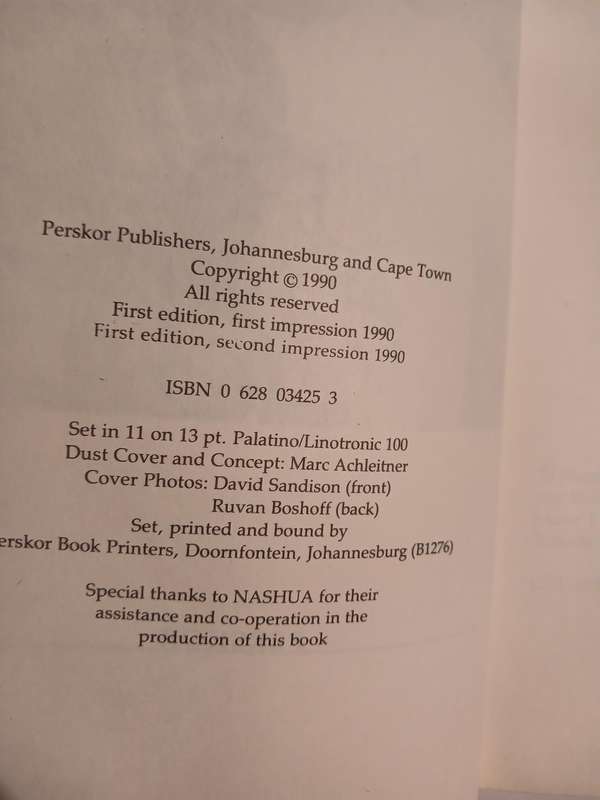 Perskor Publishers, Johannesburg and Cape Town
Copyright © 1990
All rights reserved
First edition, first impression 1990
First edition, second impression 1990
ISBN 0 628 03425 3
Set in 11 on 13 pt. Palatino/Linotronic 100
Dust Cover and Concept: Marc Achleitner
Cover Photos: David Sandison (front)
Ruvan Boshoff (back)
Set, printed and bound by
erskor Book Printers, Doornfontein, Johannesburg (B1276)
Special thanks to NASHUA for their
assistance and co-operation in the
production of this book